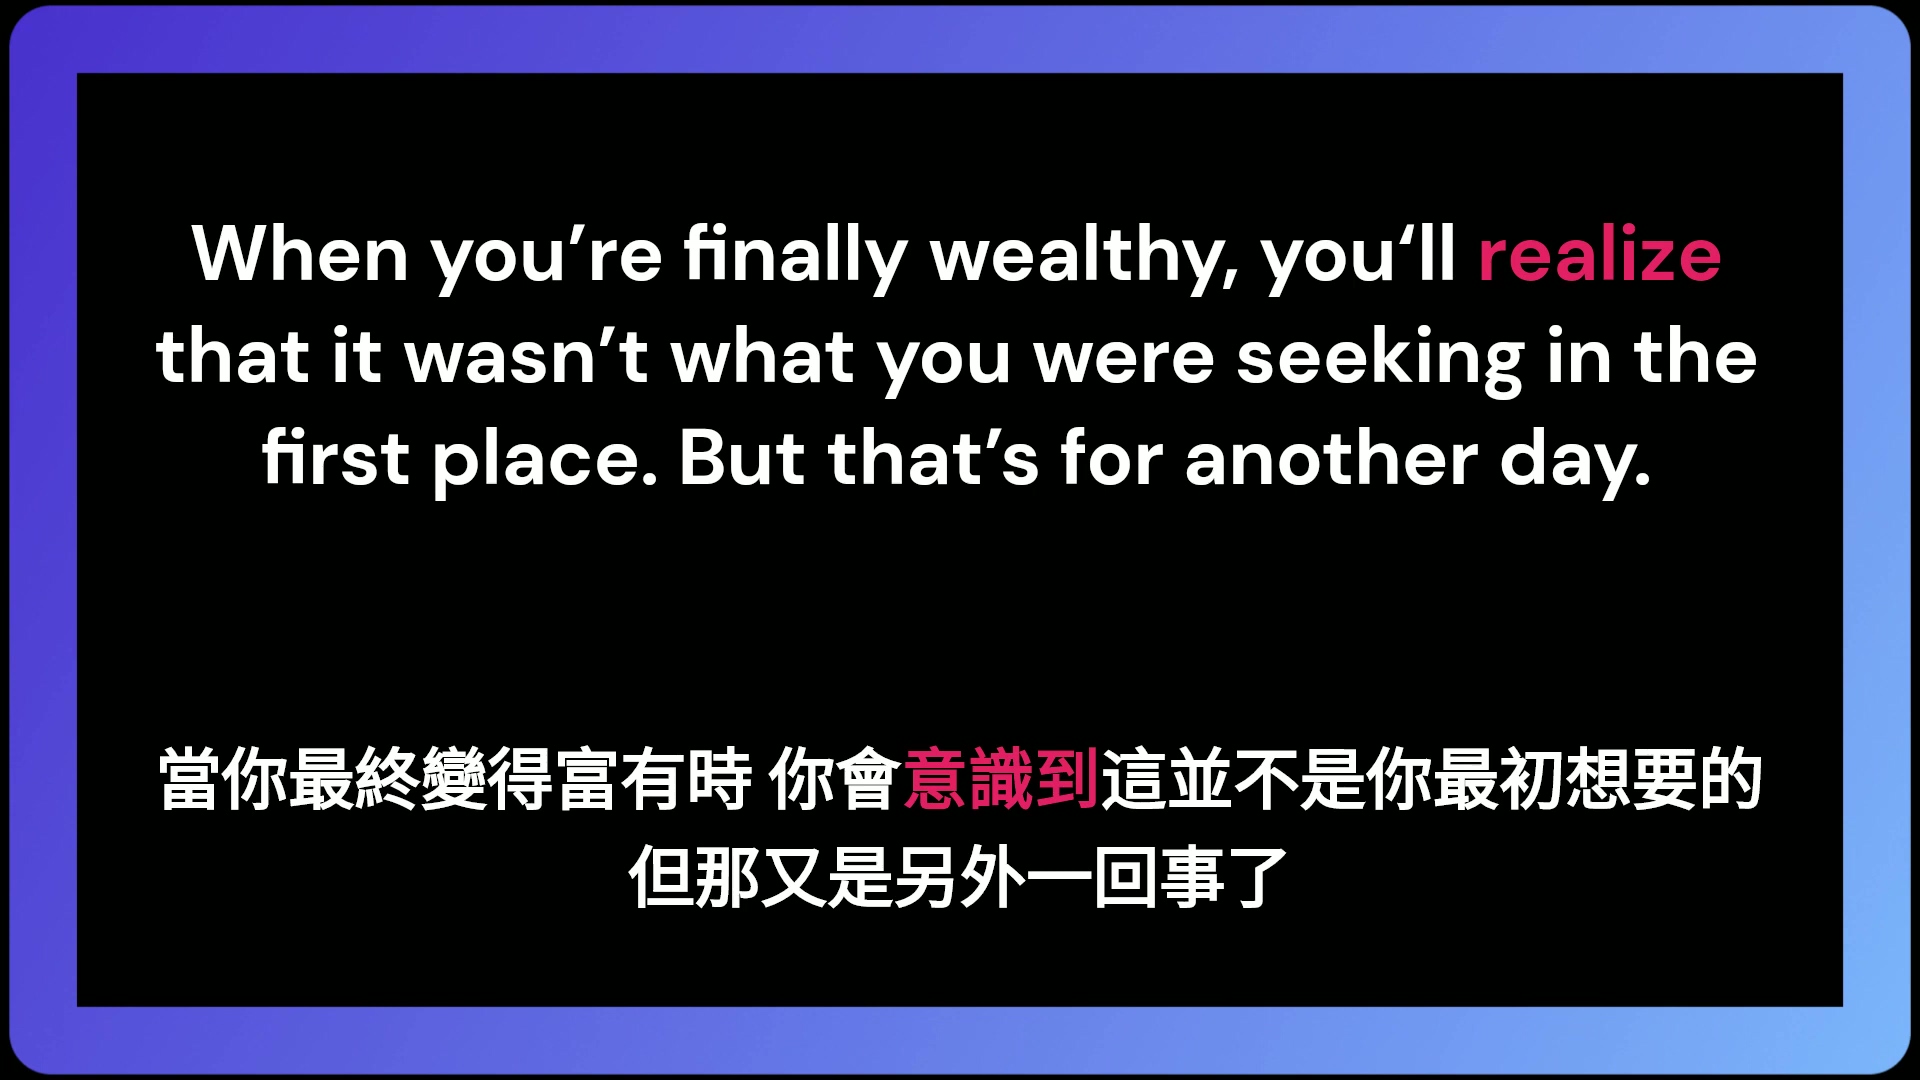 When you’re finally wealthy, you‘ll realize
that it wasn’t what you were seeking in the
first place. But that’s for another day.
當你最終變得富有時 你會意識到這並不是你最初想要的
但那又是另外一回事了